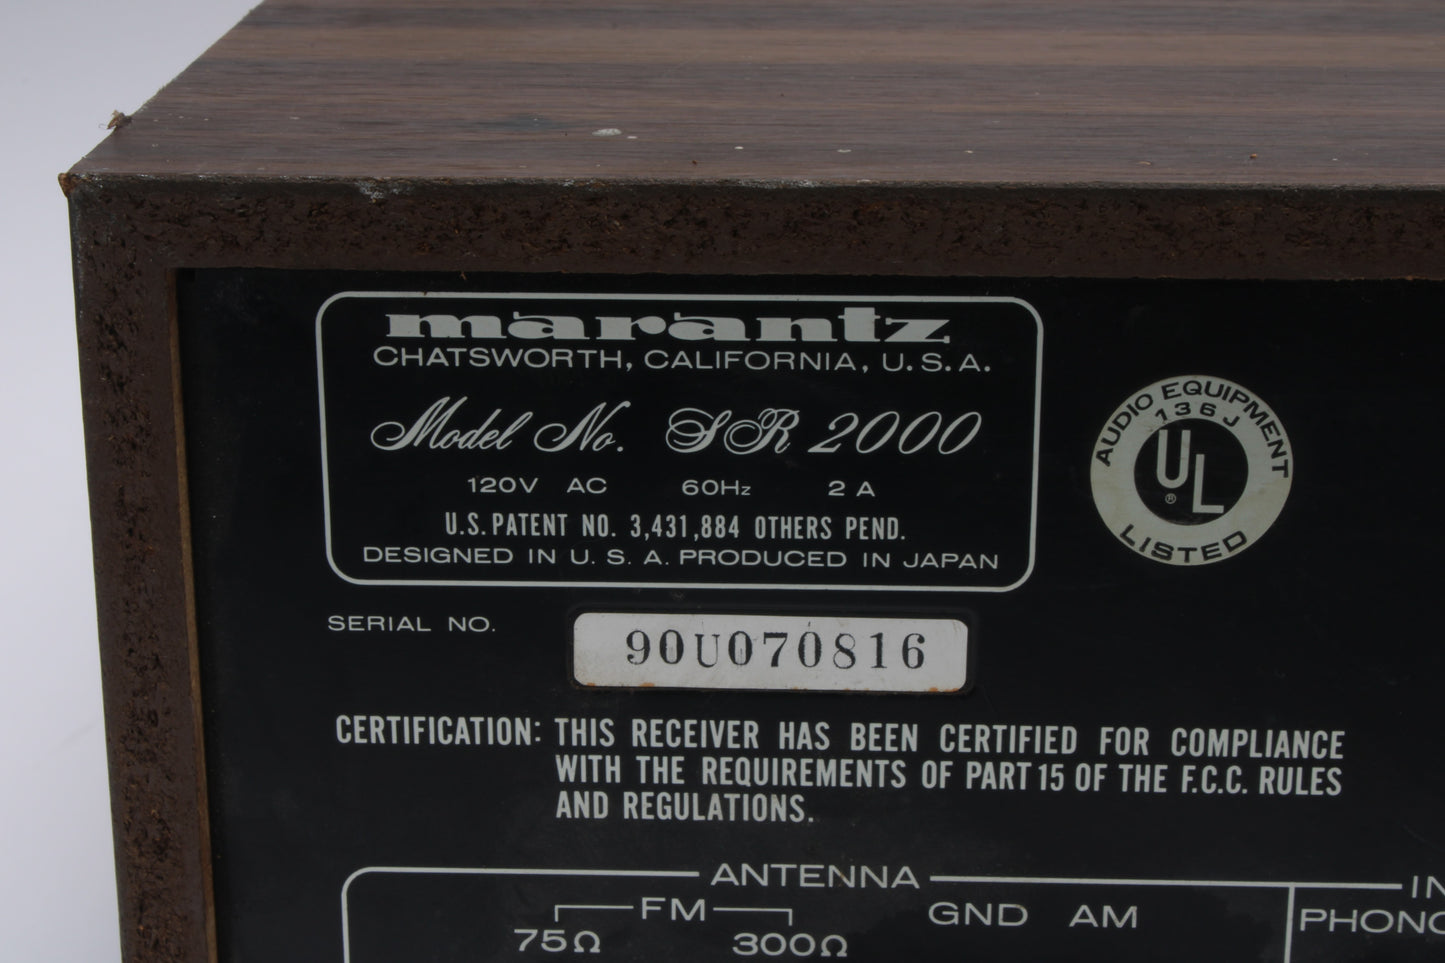 marantz
CHATSWORTH, CALIFORNIA, U.S.A.
Model No. SR 2000
120V AC 60Hz 2 A
U.S. PATENT NO. 3,431,884 OTHERS PEND.
DESIGNED IN U. S. A. PRODUCED IN JAPAN
AUDIO EQUIPMENT
136J
UL
®
LISTED
SERIAL NO. 90U070816
CERTIFICATION: THIS RECEIVER HAS BEEN CERTIFIED FOR COMPLIANCE
WITH THE REQUIREMENTS OF PART 15 OF THE F.C.C. RULES
AND REGULATIONS.
ANTENNA
FM GND AM PHONO
75Ω 300Ω